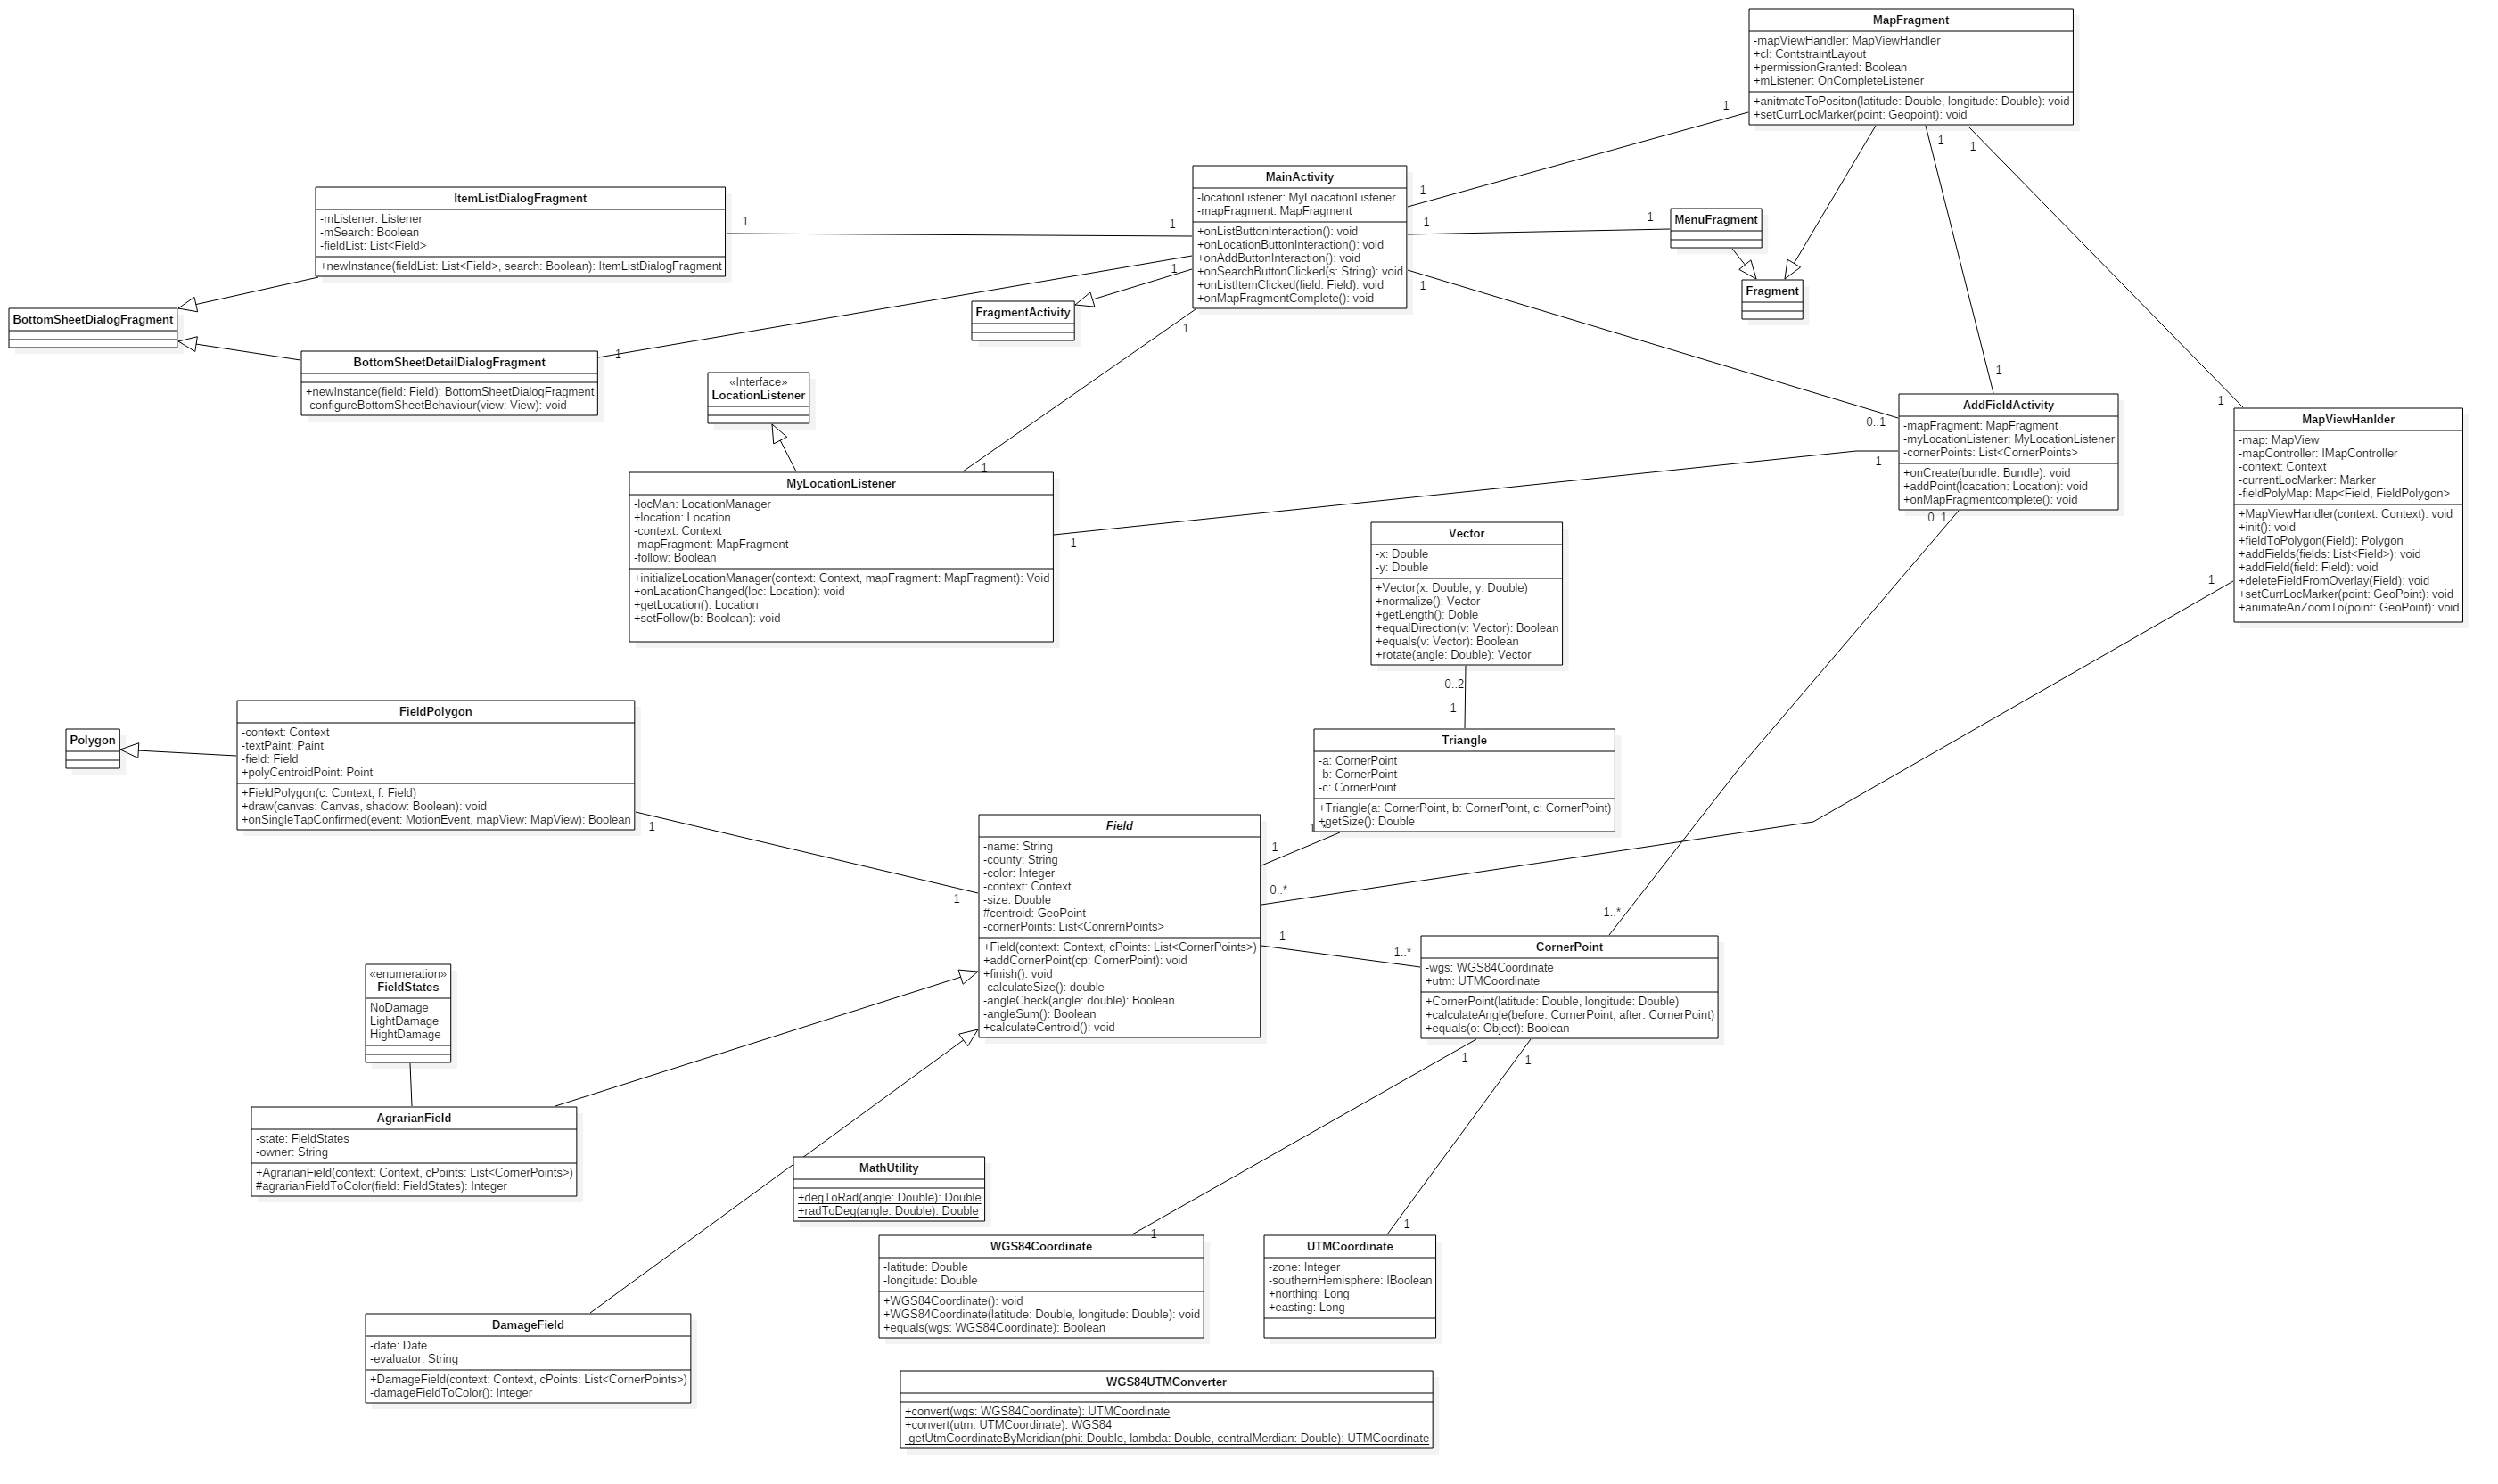 MapFragment
-mapViewHandler: MapViewHandler
+cl: ContstraintLayout
+permissionGranted: Boolean
+mListener: OnCompleteListener
+anitmateToPositon(latitude: Double, longitude: Double): void
+setCurrLocMarker(point: Geopoint): void
1
1
1
1
MainActivity
-locationListener: MyLoacationListener
-mapFragment: MapFragment
+onListButtonInteraction(): void
+onLocationButtonInteraction(): void
+onAddButtonInteraction(): void
+onSearchButtonClicked(s: String): void
+onListItemClicked(field: Field): void
+onMapFragmentComplete(): void
1
1
1
1
1
1
MenuFragment
Fragment
ItemListDialogFragment
-mListener: Listener
-mSearch: Boolean
-fieldList: List<Field>
+newInstance(fieldList: List<Field>, search: Boolean): ItemListDialogFragment
1
BottomSheetDialogFragment
FragmentActivity
BottomSheetDetailDialogFragment
+newInstance(field: Field): BottomSheetDialogFragment
-configureBottomSheetBehaviour(view: View): void
1
«Interface»
LocationListener
1
0..1
AddFieldActivity
-mapFragment: MapFragment
-myLocationListener: MyLocationListener
-cornerPoints: List<CornerPoints>
+onCreate(bundle: Bundle): void
+addPoint(loacation: Location): void
+onMapFragmentcomplete(): void
1
0..1
1
MapViewHanlder
-map: MapView
-mapController: IMapController
-context: Context
-currentLocMarker: Marker
-fieldPolyMap: Map<Field, FieldPolygon>
+MapViewHandler(context: Context): void
+init(): void
+fieldToPolygon(Field): Polygon
+addFields(fields: List<Field>): void
+addField(field: Field): void
+deleteFieldFromOverlay(Field): void
+setCurrLocMarker(point: GeoPoint): void
+animateAnZoomTo(point: GeoPoint): void
1
1
MyLocationListener
-locMan: LocationManager
+location: Location
-context: Context
-mapFragment: MapFragment
-follow: Boolean
+initializeLocationManager(context: Context, mapFragment: MapFragment): Void
+onLacationChanged(loc: Location): void
+getLocation(): Location
+setFollow(b: Boolean): void
1
Vector
-x: Double
-y: Double
+Vector(x: Double, y: Double)
+normalize(): Vector
+getLength(): Doble
+equalDirection(v: Vector): Boolean
+equals(v: Vector): Boolean
+rotate(angle: Double): Vector
0..2
1
Triangle
-a: CornerPoint
-b: CornerPoint
-c: CornerPoint
+Triangle(a: CornerPoint, b: CornerPoint, c: CornerPoint)
+getSize(): Double
1..*
Polygon
FieldPolygon
-context: Context
-textPaint: Paint
-field: Field
+polyCentroidPoint: Point
+FieldPolygon(c: Context, f: Field)
+draw(canvas: Canvas, shadow: Boolean): void
+onSingleTapConfirmed(event: MotionEvent, mapView: MapView): Boolean
1
1
Field
-name: String
-county: String
-color: Integer
-context: Context
-size: Double
#centroid: GeoPoint
-cornerPoints: List<ConrernPoints>
+Field(context: Context, cPoints: List<CornerPoints>)
+addCornerPoint(cp: CornerPoint): void
+finish(): void
-calculateSize(): double
-angleCheck(angle: double): Boolean
-angleSum(): Boolean
+calculateCentroid(): void
1
0..*
1
1..*
1..*
CornerPoint
-wgs: WGS84Coordinate
+utm: UTMCoordinate
+CornerPoint(latitude: Double, longitude: Double)
+calculateAngle(before: CornerPoint, after: CornerPoint)
+equals(o: Object): Boolean
1
1
«enumeration»
FieldStates
NoDamage
LightDamage
HightDamage
AgrarianField
-state: FieldStates
-owner: String
+AgrarianField(context: Context, cPoints: List<CornerPoints>)
#agrarianFieldToColor(field: FieldStates): Integer
MathUtility
+degToRad(angle: Double): Double
+radToDeg(angle: Double): Double
1
WGS84Coordinate
-latitude: Double
-longitude: Double
+WGS84Coordinate(): void
+WGS84Coordinate(latitude: Double, longitude: Double): void
+equals(wgs: WGS84Coordinate): Boolean
1
UTMCoordinate
-zone: Integer
-southernHemisphere: IBoolean
+northing: Long
+easting: Long
DamageField
-date: Date
-evaluator: String
+DamageField(context: Context, cPoints: List<CornerPoints>)
-damageFieldToColor(): Integer
WGS84UTMConverter
+convert(wgs: WGS84Coordinate): UTMCoordinate
+convert(utm: UTMCoordinate): WGS84
-getUtmCoordinateByMeridian(phi: Double, lambda: Double, centralMerdian: Double): UTMCoordinate